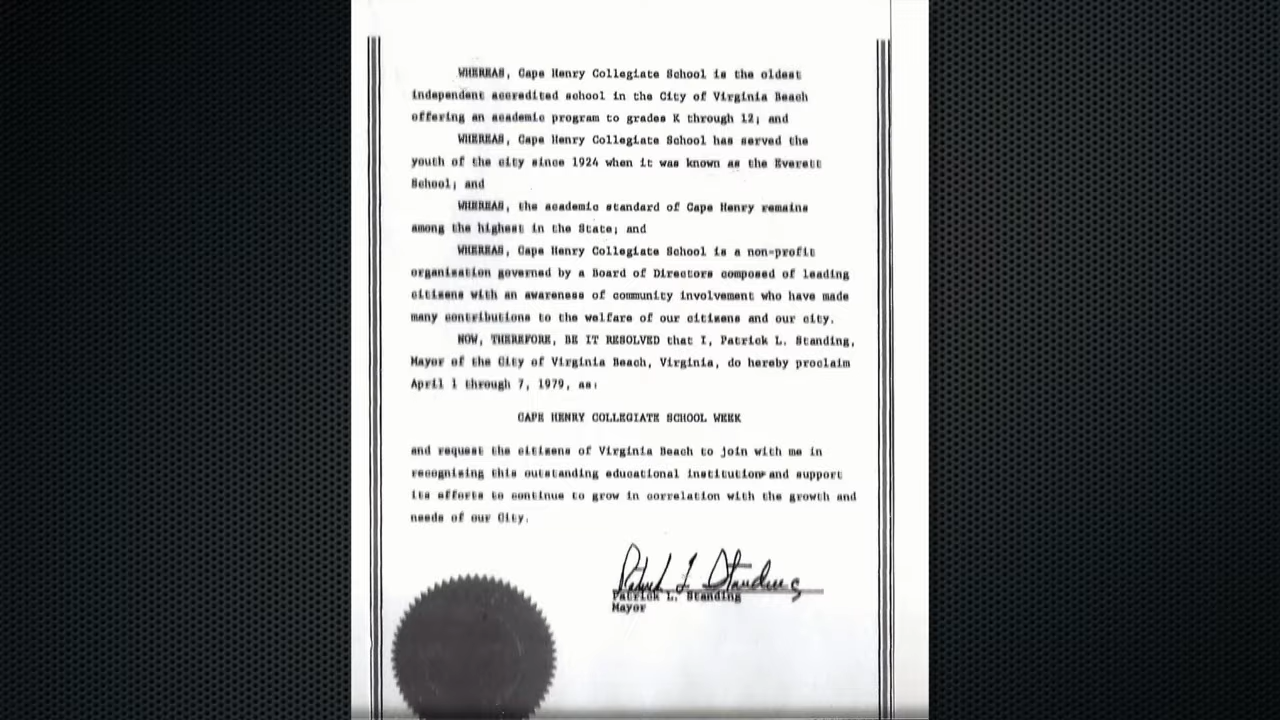 WHEREAS, Cape Henry Collegiate School is the oldest
independent accredited school in the City of Virginia Beach
offering an academic program to grades K through 12; and
WHEREAS, Cape Henry Collegiate School has served the
youth of the city since 1924 when it was known as the Everett
School; and
WHEREAS, the academic standard of Cape Henry remains
among the highest in the State; and
WHEREAS, Cape Henry Collegiate School is a non-profit
organization governed by a Board of Directors composed of leading
citizens with an awareness of community involvement who have made
many contributions to the welfare of our citizens and our city.
NOW, THEREFORE, BE IT RESOLVED that I, Patrick L. Standing,
Mayor of the City of Virginia Beach, Virginia, do hereby proclaim
April 1 through 7, 1979, as:
CAPE HENRY COLLEGIATE SCHOOL WEEK
and request the citizens of Virginia Beach to join with me in
recognizing this outstanding educational institution and support
its efforts to continue to grow in correlation with the growth and
needs of our City.
Patrick L Standing
Patrick L. Standing
Mayor